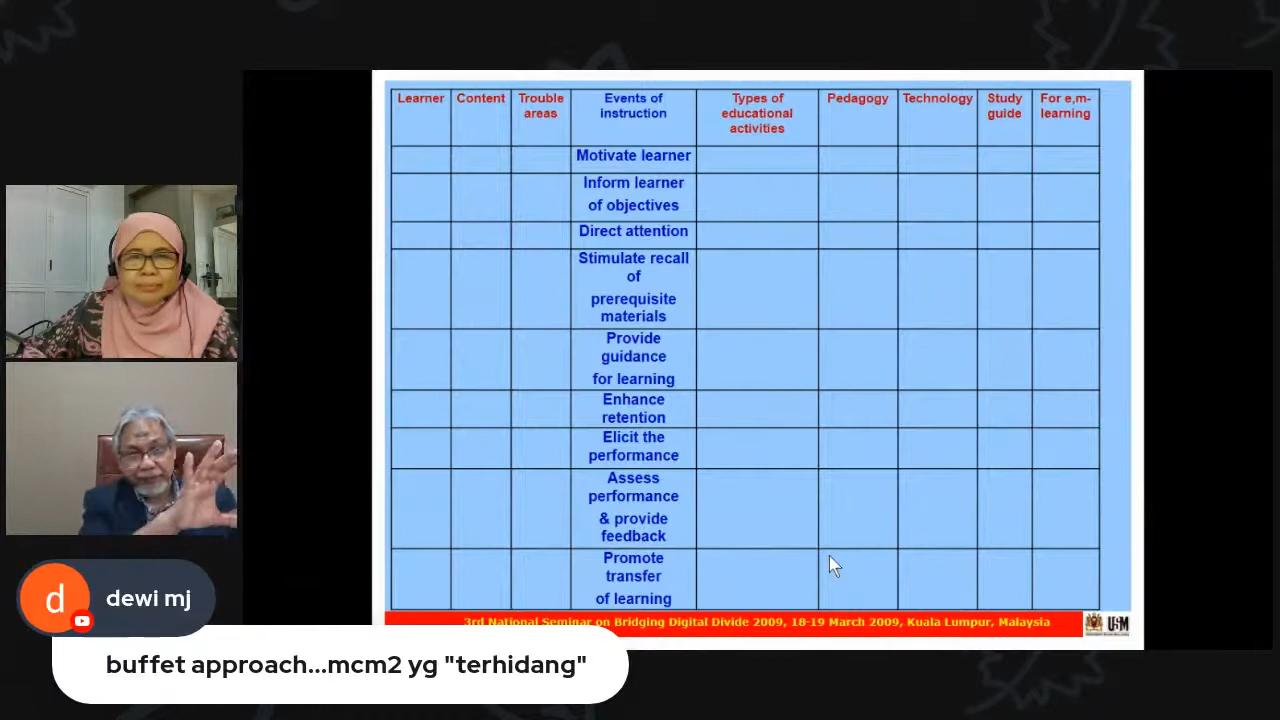 Learner
Content
Trouble
areas
Events of
instruction
Types of
educational
activities
Pedagogy
Technology
Study
guide
For e,m-
learning
Motivate learner
Inform learner
of objectives
Direct attention
Stimulate recall
of
prerequisite
materials
Provide
guidance
for learning
Enhance
retention
Elicit the
performance
Assess
performance
& provide
feedback
Promote
transfer
of learning
3rd National Seminar on Bridging Digital Divide 2009, 18-19 March 2009, Kuala Lumpur, Malaysia
USM
d
dewi mj
buffet approach...mcm2 yg "terhidang"